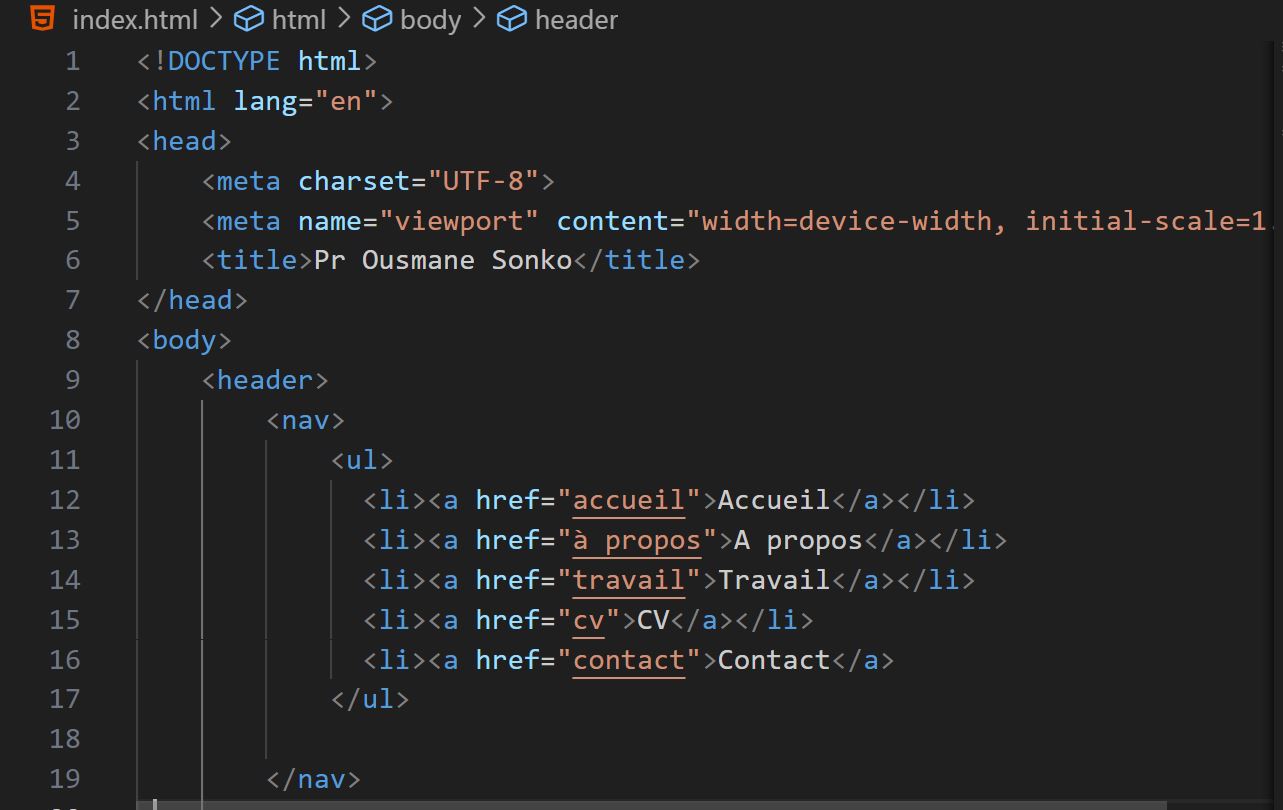 index.html > html > body > header
1 <!DOCTYPE html>
2 <html lang="en">
3 <head>
4     <meta charset="UTF-8">
5     <meta name="viewport" content="width=device-width, initial-scale=1.
6     <title>Pr Ousmane Sonko</title>
7 </head>
8 <body>
9     <header>
10         <nav>
11             <ul>
12               <li><a href="accueil">Accueil</a></li>
13               <li><a href="à propos">A propos</a></li>
14               <li><a href="travail">Travail</a></li>
15               <li><a href="cv">CV</a></li>
16               <li><a href="contact">Contact</a>
17             </ul>
18
19         </nav>